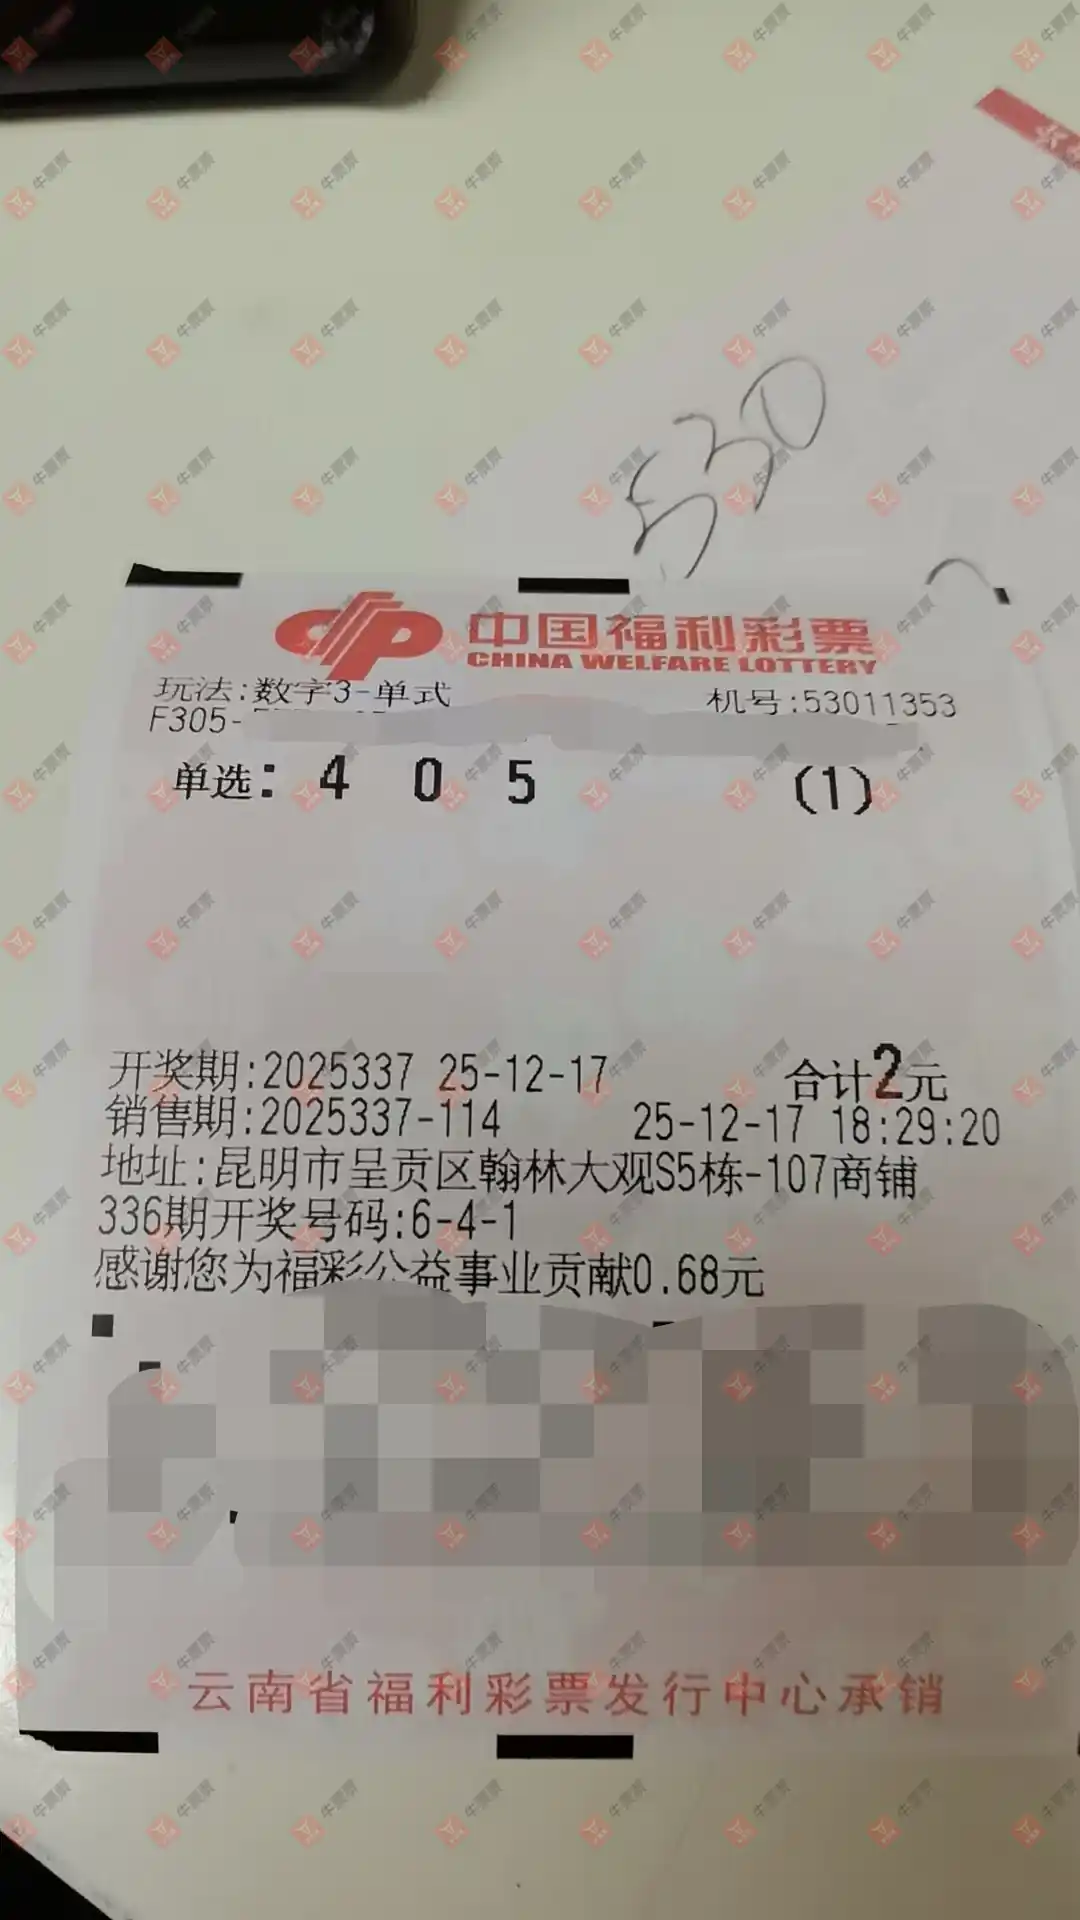 530
中国福利彩票
CHINA WELFARE LOTTERY
玩法:数字3-单式 机号:53011353
F305-
单选: 4 0 5 (1)
开奖期:2025337 25-12-17 合计2元
销售期:2025337-114 25-12-17 18:29:20
地址:昆明市呈贡区翰林大观S5栋-107商铺
336期开奖号码:6-4-1
感谢您为福彩公益事业贡献0.68元
云南省福利彩票发行中心承销
牛票票